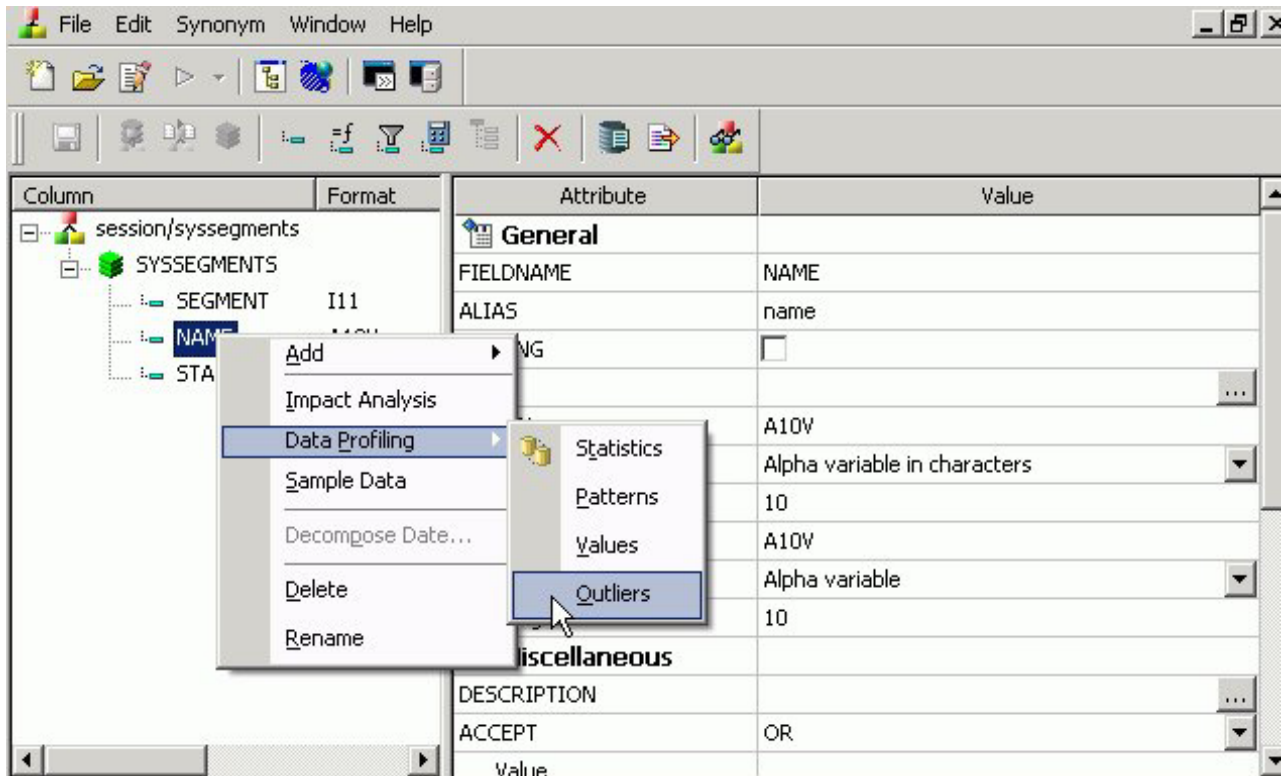 File Edit Synonym Window Help
Column Format Attribute Value
session/syssegments
General
SYSSEGMENTS
FIELDNAME NAME
SEGMENT I11
ALIAS name
NAME
STA
Add
Impact Analysis
Data Profiling
Sample Data
Decompose Date...
Delete
Rename
Statistics
Patterns
Values
Outliers
A10V
Alpha variable in characters
10
A10V
Alpha variable
10
DESCRIPTION
ACCEPT OR
Value